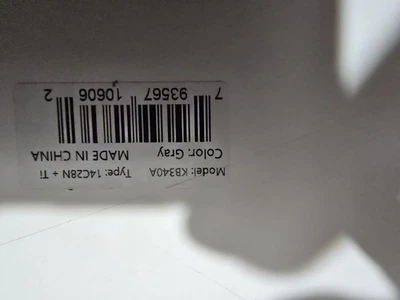 Model: KB340A Type: 14C28N + Ti
Color: Gray MADE IN CHINA
7 93567 10606 2